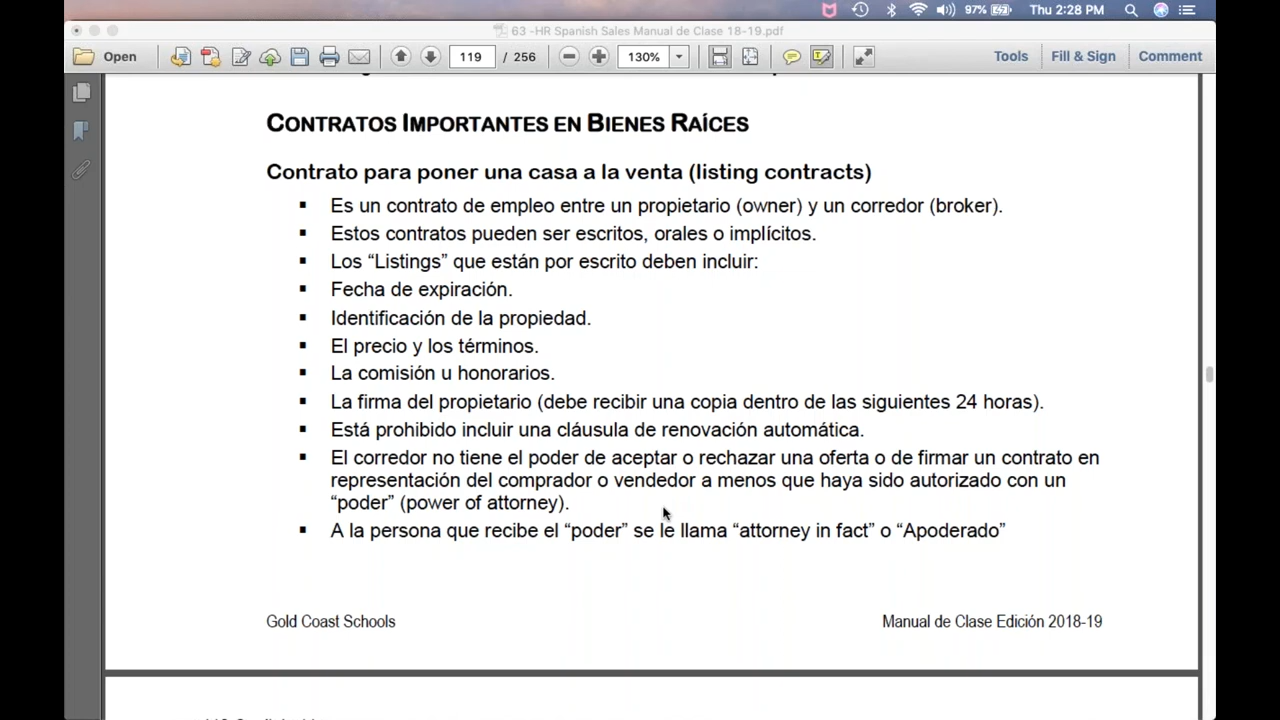 97% Thu 2:28 PM
63 -HR Spanish Sales Manual de Clase 18-19.pdf
Open 119 / 256 130% Tools Fill & Sign Comment
CONTRATOS IMPORTANTES EN BIENES RAÍCES
Contrato para poner una casa a la venta (listing contracts)
▪ Es un contrato de empleo entre un propietario (owner) y un corredor (broker).
▪ Estos contratos pueden ser escritos, orales o implícitos.
▪ Los “Listings” que están por escrito deben incluir:
▪ Fecha de expiración.
▪ Identificación de la propiedad.
▪ El precio y los términos.
▪ La comisión u honorarios.
▪ La firma del propietario (debe recibir una copia dentro de las siguientes 24 horas).
▪ Está prohibido incluir una cláusula de renovación automática.
▪ El corredor no tiene el poder de aceptar o rechazar una oferta o de firmar un contrato en
representación del comprador o vendedor a menos que haya sido autorizado con un
“poder” (power of attorney).
▪ A la persona que recibe el “poder” se le llama “attorney in fact” o “Apoderado”
Gold Coast Schools Manual de Clase Edición 2018-19